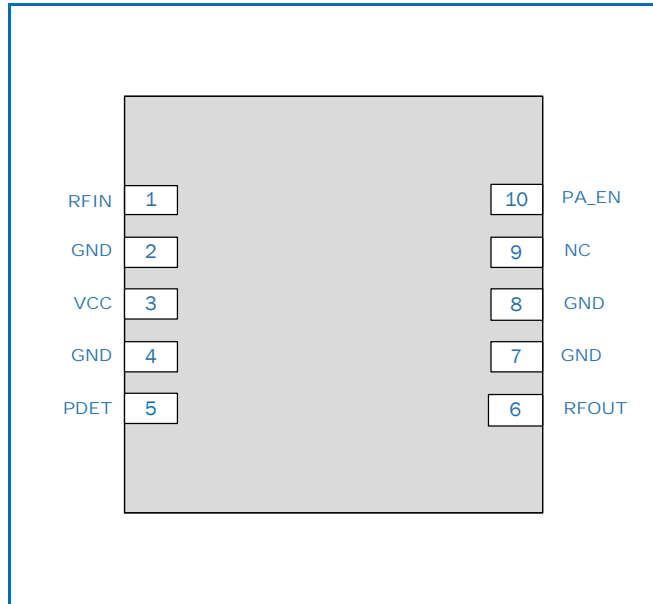 RFIN 1 10 PA_EN
GND 2 9 NC
VCC 3 8 GND
GND 4 7 GND
PDET 5 6 RFOUT